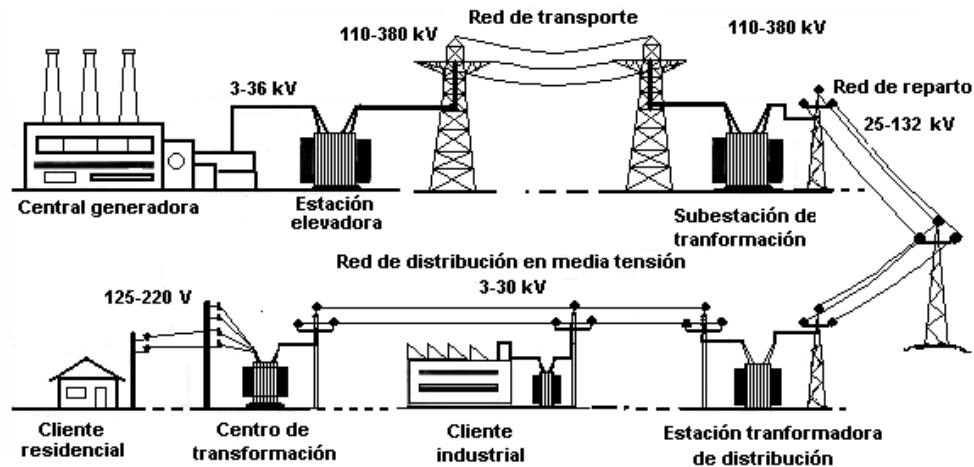 Red de transporte
110-380 kV
110-380 kV
3-36 kV
Red de reparto
25-132 kV
Central generadora
Estación
elevadora
Subestación de
tranformación
Red de distribución en media tensión
3-30 kV
125-220 V
Cliente
residencial
Centro de
transformación
Cliente
industrial
Estación tranformadora
de distribución